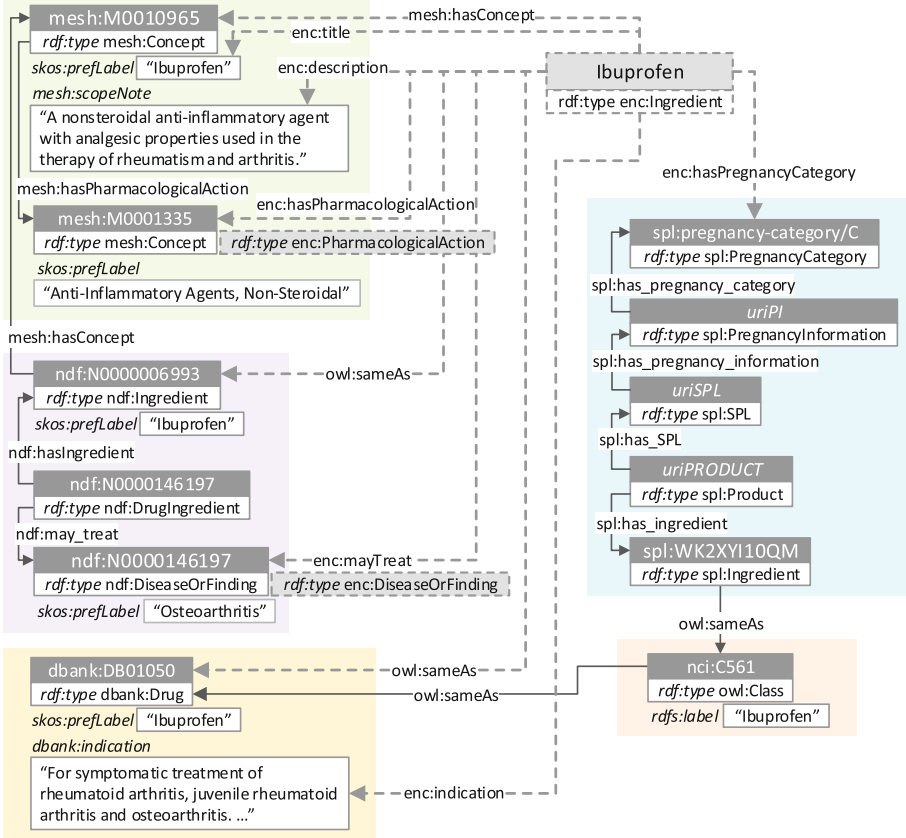 mesh:M0010965
rdf:type mesh:Concept
skos:prefLabel "Ibuprofen"
mesh:scopeNote
"A nonsteroidal anti-inflammatory agent
with analgesic properties used in the
therapy of rheumatism and arthritis."
mesh:hasPharmacologicalAction
mesh:M0001335
rdf:type mesh:Concept
rdf:type enc:PharmacologicalAction
skos:prefLabel
"Anti-Inflammatory Agents, Non-Steroidal"
mesh:hasConcept
mesh:hasConcept
enc:title
enc:description
enc:hasPharmacologicalAction
Ibuprofen
rdf:type enc:Ingredient
enc:hasPregnancyCategory
ndf:N0000006993
rdf:type ndf:Ingredient
skos:prefLabel "Ibuprofen"
owl:sameAs
ndf:hasIngredient
ndf:N0000146197
rdf:type ndf:DrugIngredient
ndf:may_treat
ndf:N0000146197
rdf:type ndf:DiseaseOrFinding
rdf:type enc:DiseaseOrFinding
enc:mayTreat
skos:prefLabel "Osteoarthritis"
spl:pregnancy-category/C
rdf:type spl:PregnancyCategory
spl:has_pregnancy_category
uriPI
rdf:type spl:PregnancyInformation
spl:has_pregnancy_information
uriSPL
rdf:type spl:SPL
spl:has_SPL
uriPRODUCT
rdf:type spl:Product
spl:has_ingredient
spl:WK2XYI10QM
rdf:type spl:Ingredient
owl:sameAs
nci:C561
rdf:type owl:Class
rdfs:label "Ibuprofen"
dbank:DB01050
rdf:type dbank:Drug
owl:sameAs
owl:sameAs
skos:prefLabel "Ibuprofen"
dbank:indication
"For symptomatic treatment of
rheumatoid arthritis, juvenile rheumatoid
arthritis and osteoarthritis. ..."
enc:indication